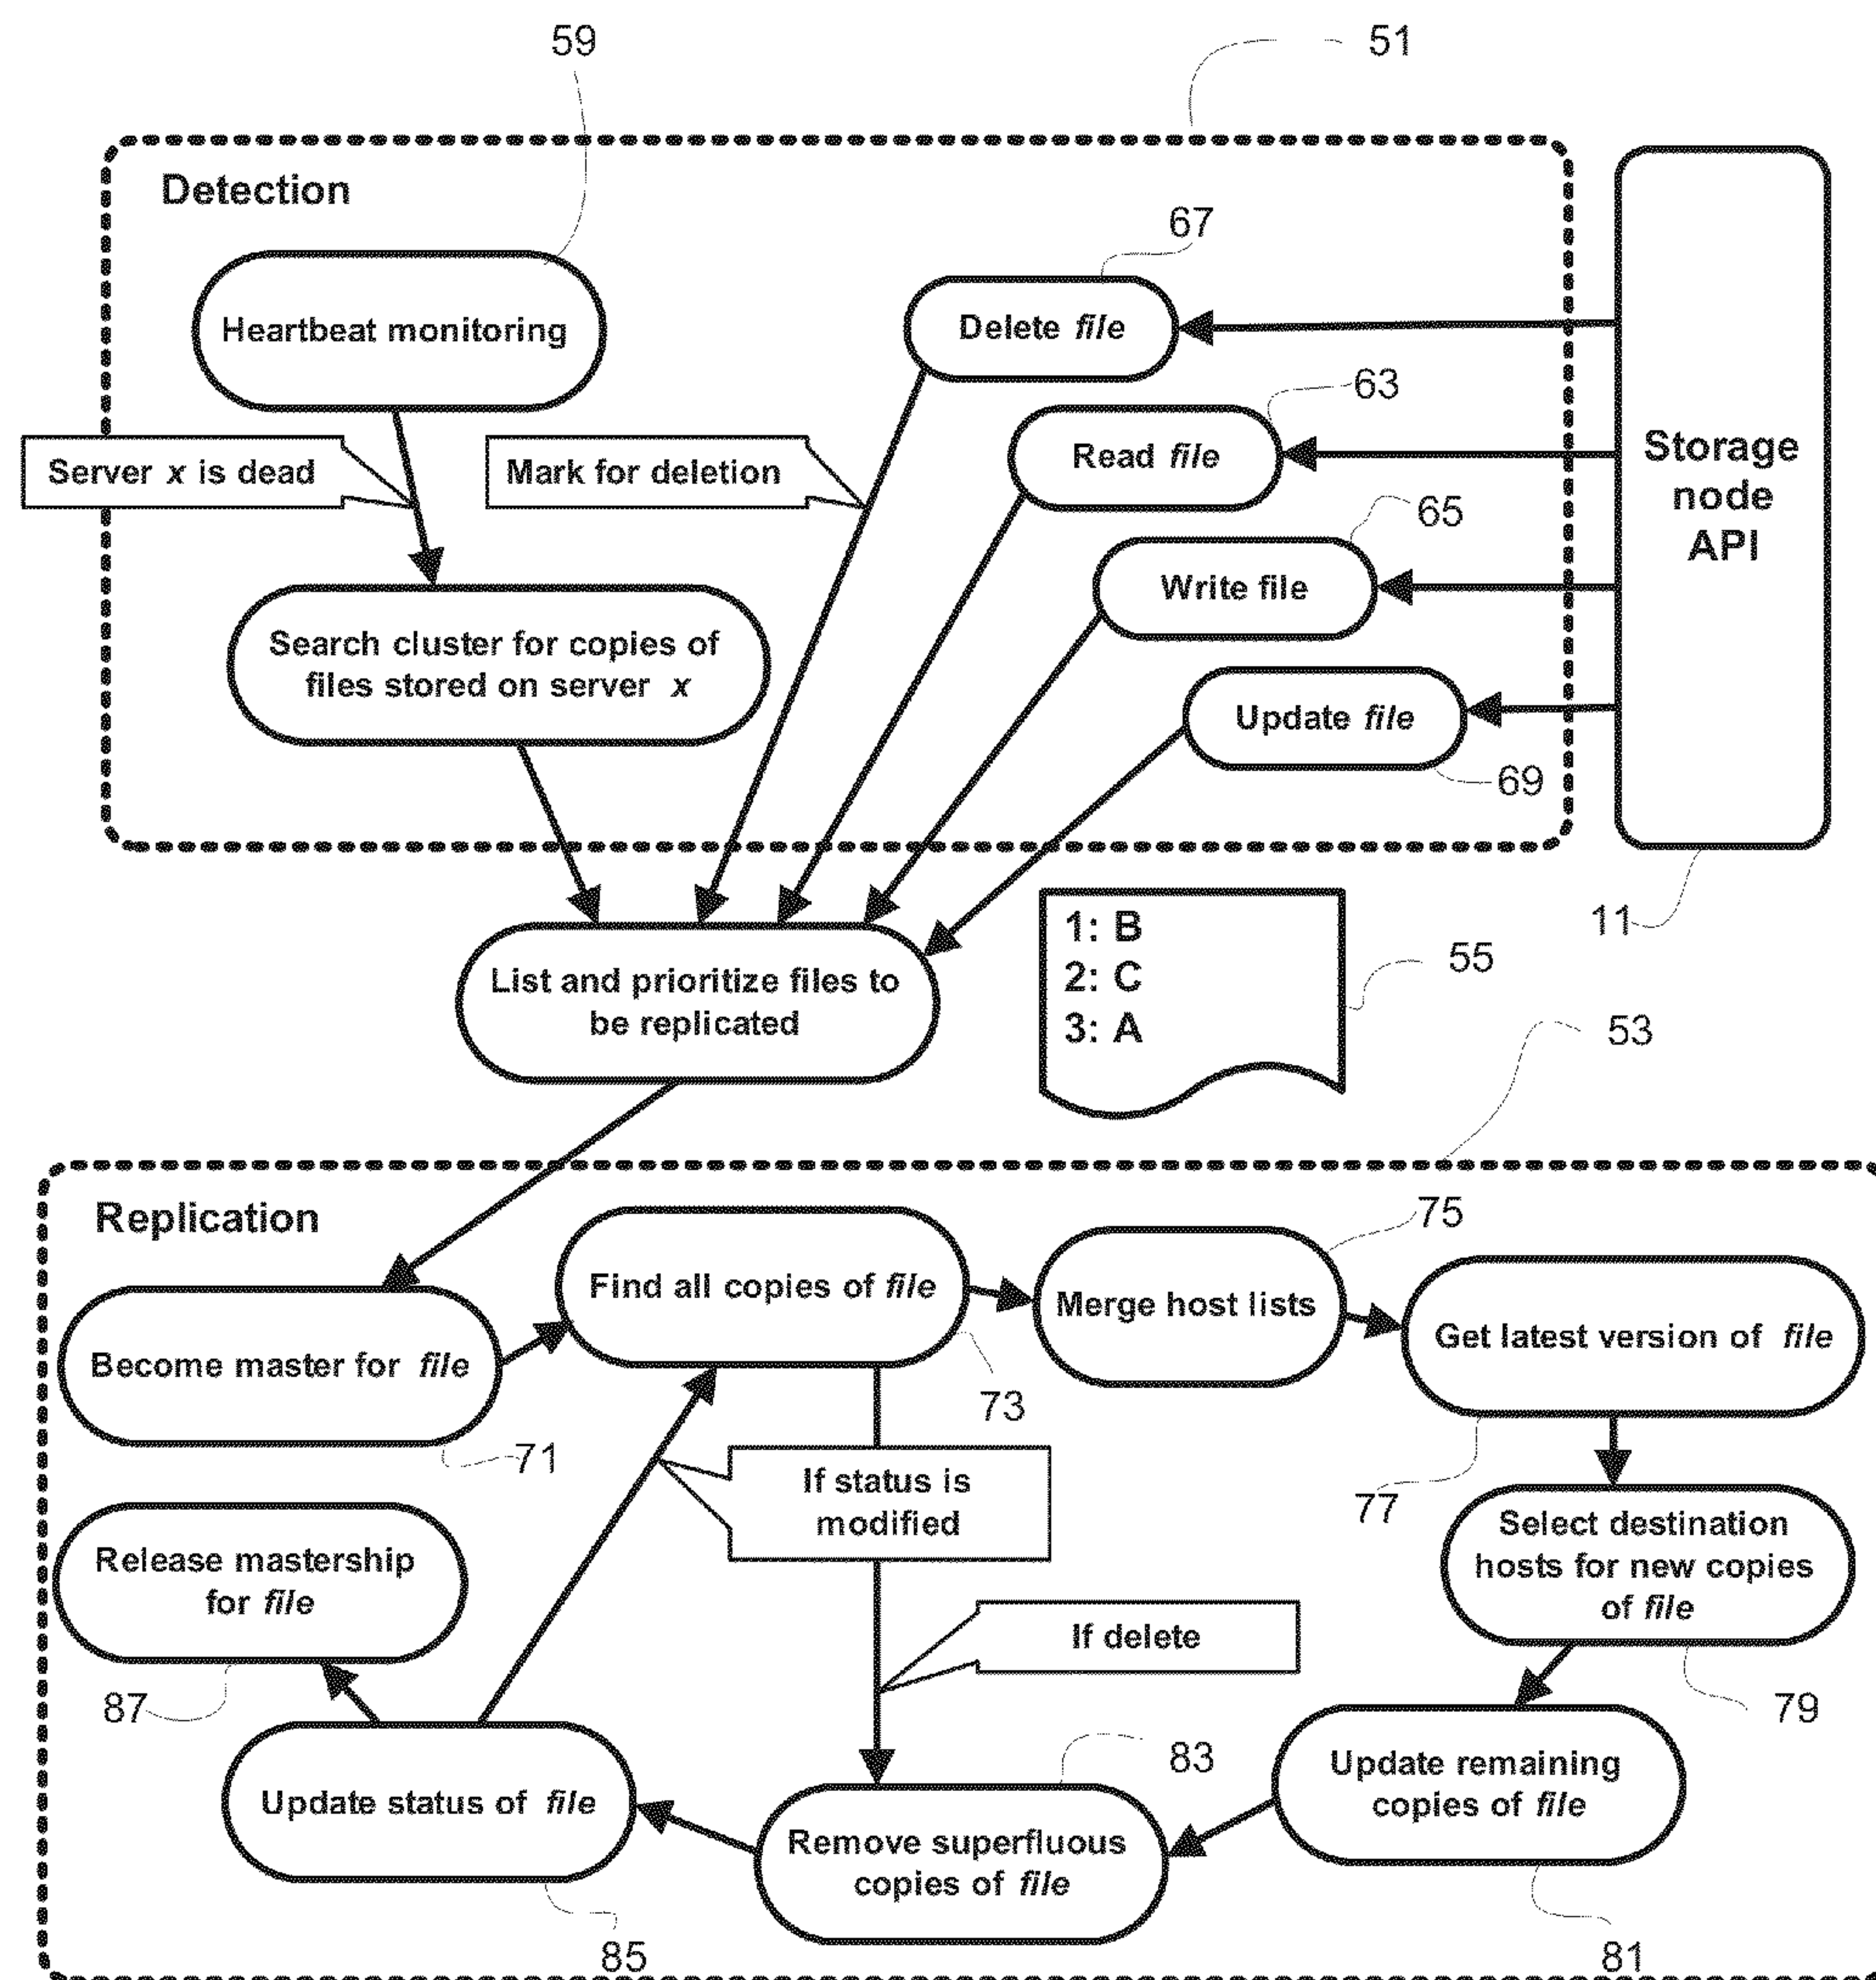 59
51
Detection
67
Heartbeat monitoring
Delete file
63
Server x is dead
Mark for deletion
Read file
Storage
node
API
65
Write file
Search cluster for copies of
files stored on server x
Update file
69
11
1: B
2: C
3: A
55
List and prioritize files to
be replicated
53
Replication
75
Find all copies of file
Merge host lists
Get latest version of file
Become master for file
73
71
If status is
modified
77
Select destination
hosts for new copies
of file
Release mastership
for file
If delete
87
79
83
Update remaining
copies of file
Update status of file
Remove superfluous
copies of file
85
81